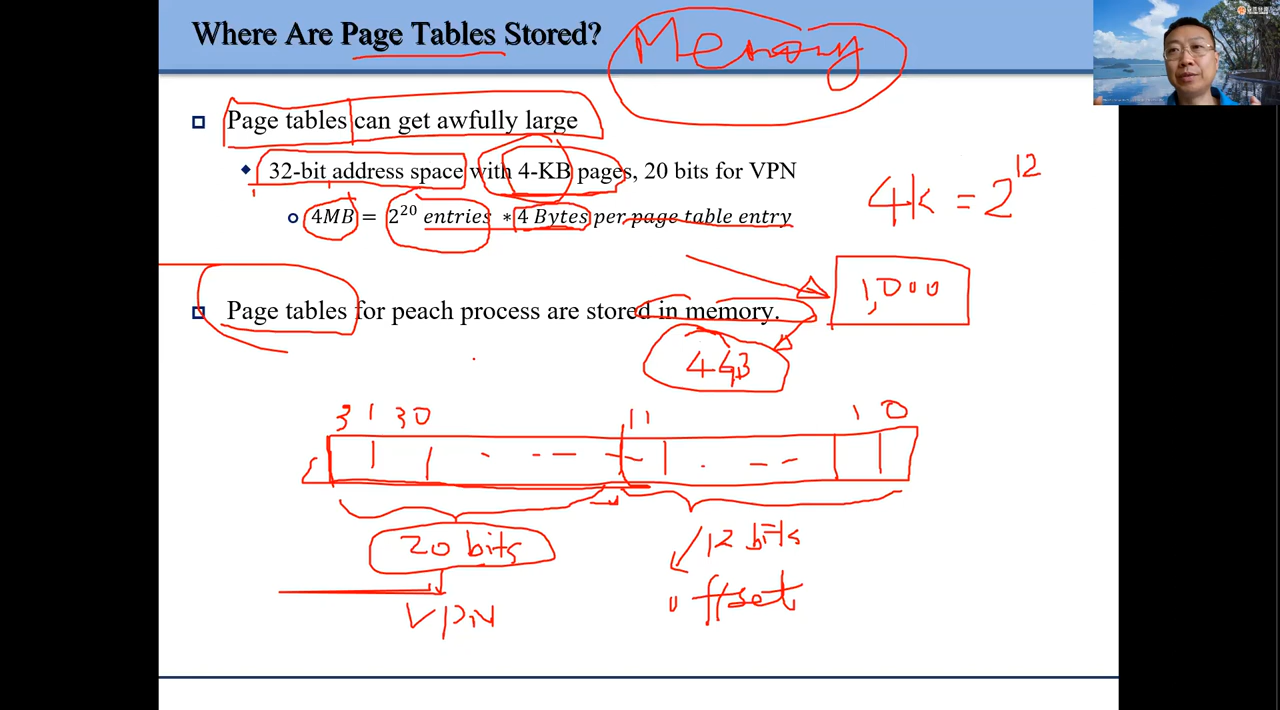 Where Are Page Tables Stored?
Memory
Page tables can get awfully large
32-bit address space with 4-KB pages, 20 bits for VPN
4K = 2^12
4MB = 2^20 entries * 4 Bytes per page table entry
1,000
Page tables for peach process are stored in memory.
4GB
31 30 11 1 0
20 bits
12 bits
VPN
offset